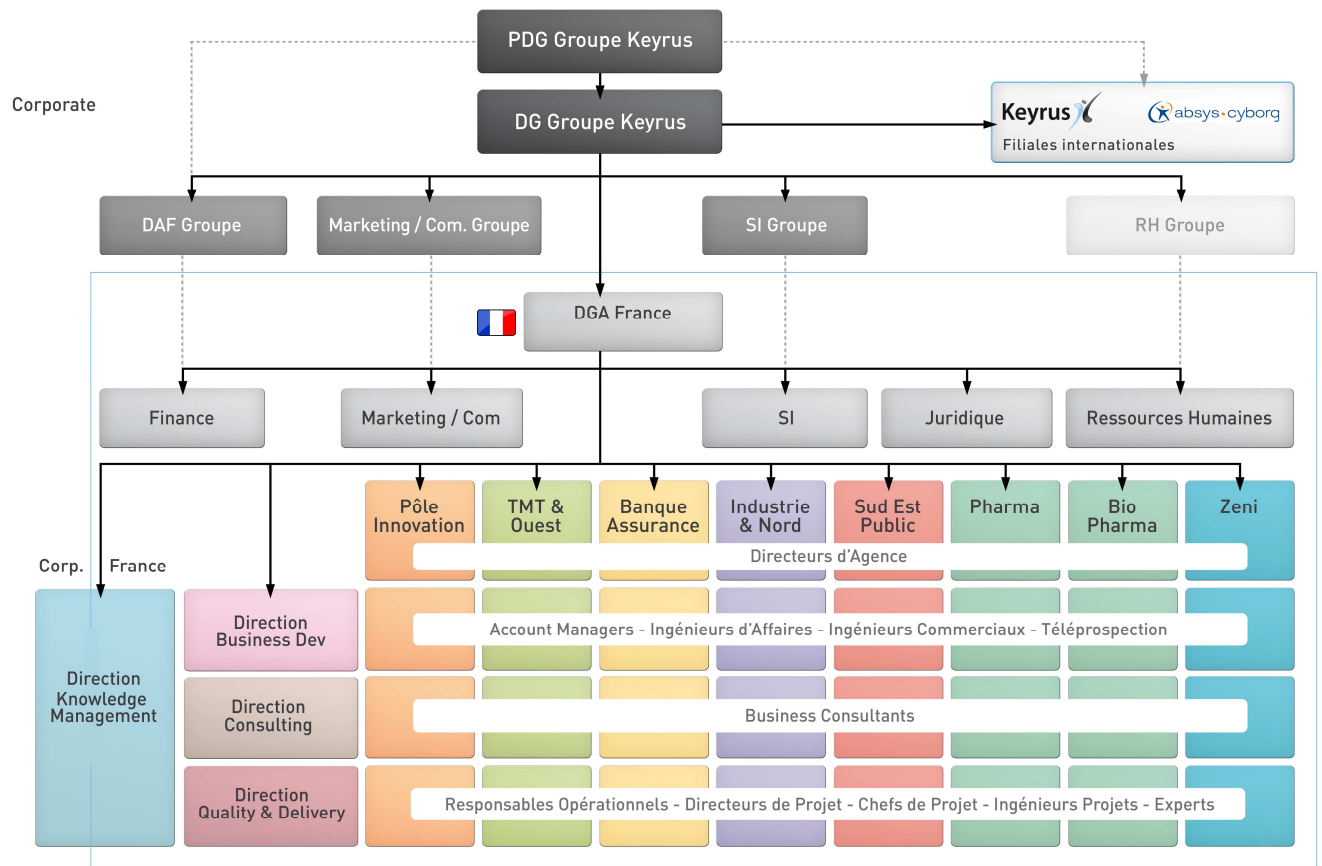 PDG Groupe Keyrus
Corporate
DG Groupe Keyrus
Keyrus
absys•cyborg
Filiales internationales
DAF Groupe
Marketing / Com. Groupe
SI Groupe
RH Groupe
DGA France
Finance
Marketing / Com
SI
Juridique
Ressources Humaines
Pôle
Innovation
TMT &
Ouest
Banque
Assurance
Industrie
& Nord
Sud Est
Public
Pharma
Bio
Pharma
Zeni
Directeurs d’Agence
Corp.
France
Direction
Knowledge
Management
Direction
Business Dev
Account Managers - Ingénieurs d’Affaires - Ingénieurs Commerciaux - Téléprospection
Direction
Consulting
Business Consultants
Direction
Quality & Delivery
Responsables Opérationnels - Directeurs de Projet - Chefs de Projet - Ingénieurs Projets - Experts